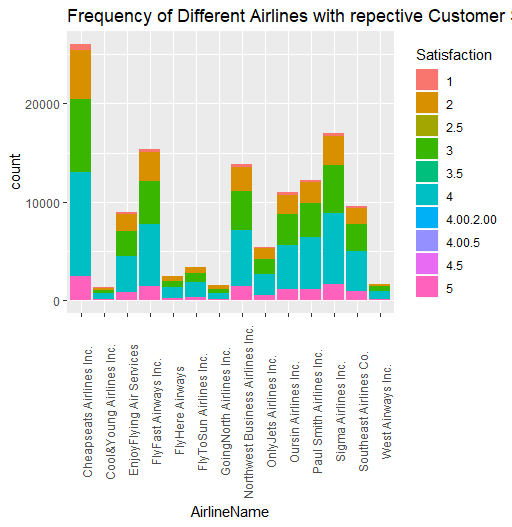 Frequency of Different Airlines with repective Customer
Satisfaction
1
2
2.5
3
3.5
4
4.00.2.00
4.00.5
4.5
5
count
20000
10000
0
Cheapseats Airlines Inc.
Cool&Young Airlines Inc.
EnjoyFlying Air Services
FlyFast Airways Inc.
FlyHere Airways
FlyToSun Airlines Inc.
GoingNorth Airlines Inc.
Northwest Business Airlines Inc.
OnlyJets Airlines Inc.
Oursin Airlines Inc.
Paul Smith Airlines Inc.
Sigma Airlines Inc.
Southeast Airlines Co.
West Airways Inc.
AirlineName